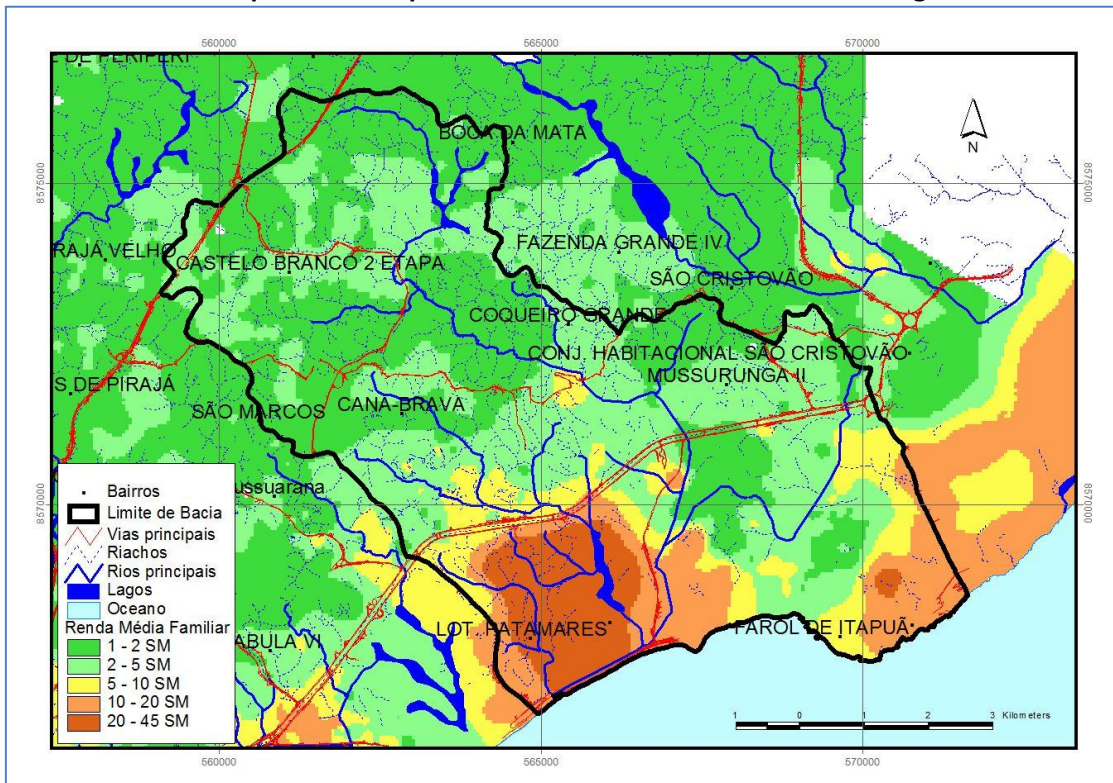 560000 565000 570000
E DE PERIPERI
BOCA DA MATA
N
8575000 8575000
RAJÁ VELHO
CASTELO BRANCO 2 ETAPA
FAZENDA GRANDE IV
SÃO CRISTOVÃO
COQUEIRO GRANDE
CONJ. HABITACIONAL SÃO CRISTOVÃO
MUSSURUNGA II
S DE PIRAJÁ
CANA-BRAVA
SÃO MARCOS
ussuarana
8570000 8570000
Bairros
Limite de Bacia
Vias principais
Riachos
Rios principais
Lagos
Oceano
Renda Média Familiar
1 - 2 SM
2 - 5 SM
5 - 10 SM
10 - 20 SM
20 - 45 SM
ABULA VI
LOT. PATAMARES
FAROL DE ITAPUÃ
1 0 1 2 3 Kilometers
560000 565000 570000